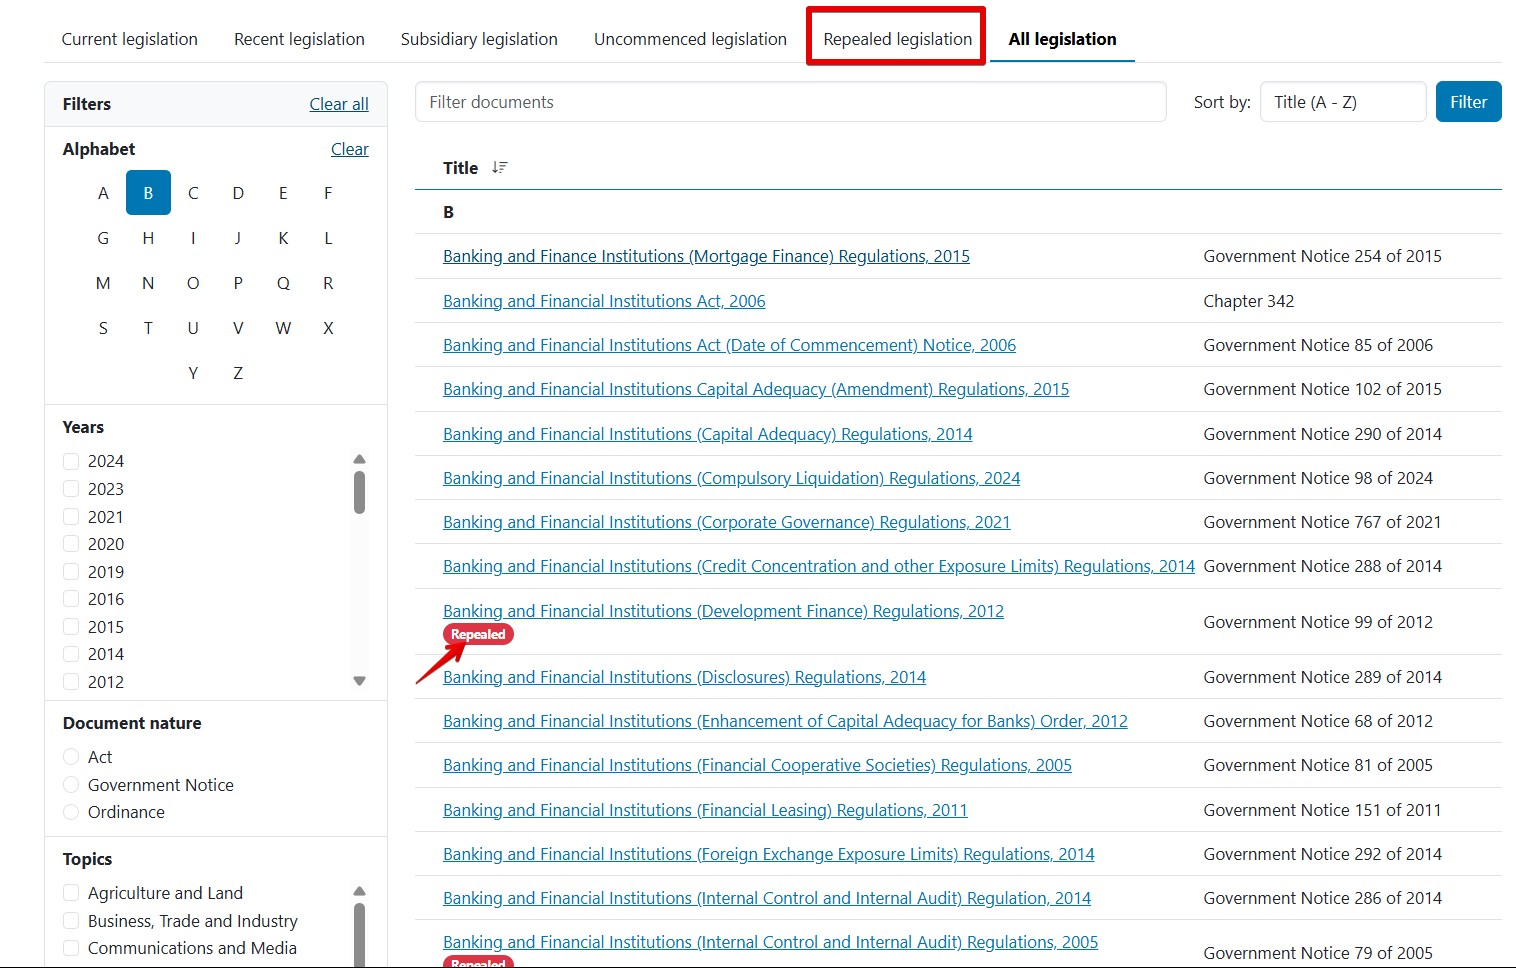 Current legislation
Recent legislation
Subsidiary legislation
Uncommenced legislation
Repealed legislation
All legislation
Filters
Clear all
Alphabet
Clear
A B C D E F
G H I J K L
M N O P Q R
S T U V W X
Y Z
Years
2024
2023
2021
2020
2019
2016
2015
2014
2012
Document nature
Act
Government Notice
Ordinance
Topics
Agriculture and Land
Business, Trade and Industry
Communications and Media
Filter documents
Sort by:
Title (A - Z)
Filter
Title
B
Banking and Finance Institutions (Mortgage Finance) Regulations, 2015 Government Notice 254 of 2015
Banking and Financial Institutions Act, 2006 Chapter 342
Banking and Financial Institutions Act (Date of Commencement) Notice, 2006 Government Notice 85 of 2006
Banking and Financial Institutions Capital Adequacy (Amendment) Regulations, 2015 Government Notice 102 of 2015
Banking and Financial Institutions (Capital Adequacy) Regulations, 2014 Government Notice 290 of 2014
Banking and Financial Institutions (Compulsory Liquidation) Regulations, 2024 Government Notice 98 of 2024
Banking and Financial Institutions (Corporate Governance) Regulations, 2021 Government Notice 767 of 2021
Banking and Financial Institutions (Credit Concentration and other Exposure Limits) Regulations, 2014 Government Notice 288 of 2014
Banking and Financial Institutions (Development Finance) Regulations, 2012 Government Notice 99 of 2012
Repealed
Banking and Financial Institutions (Disclosures) Regulations, 2014 Government Notice 289 of 2014
Banking and Financial Institutions (Enhancement of Capital Adequacy for Banks) Order, 2012 Government Notice 68 of 2012
Banking and Financial Institutions (Financial Cooperative Societies) Regulations, 2005 Government Notice 81 of 2005
Banking and Financial Institutions (Financial Leasing) Regulations, 2011 Government Notice 151 of 2011
Banking and Financial Institutions (Foreign Exchange Exposure Limits) Regulations, 2014 Government Notice 292 of 2014
Banking and Financial Institutions (Internal Control and Internal Audit) Regulation, 2014 Government Notice 286 of 2014
Banking and Financial Institutions (Internal Control and Internal Audit) Regulations, 2005 Government Notice 79 of 2005
Repealed